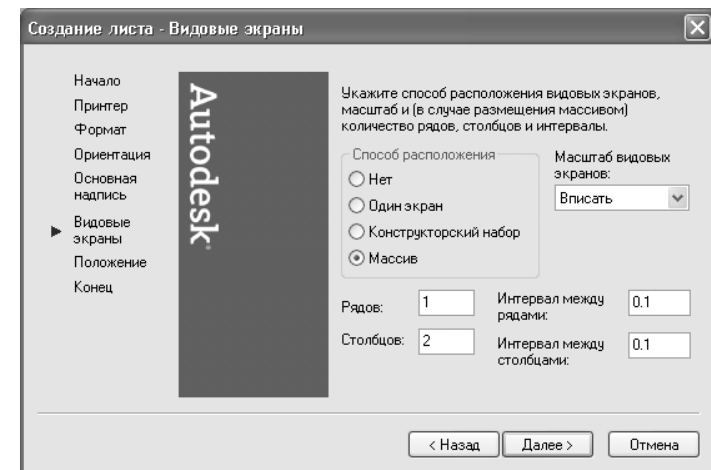 Создание листа - Видовые экраны
Начало
Принтер
Формат
Ориентация
Основная
надпись
Видовые
экраны
Положение
Конец
Autodesk
Укажите способ расположения видовых экранов,
масштаб и (в случае размещения массивом)
количество рядов, столбцов и интервалы.
Способ расположения
Нет
Один экран
Конструкторский набор
Массив
Масштаб видовых
экранов:
Вписать
Рядов:
1
Интервал между
рядами:
0.1
Столбцов:
2
Интервал между
столбцами:
0.1
< Назад
Далее >
Отмена